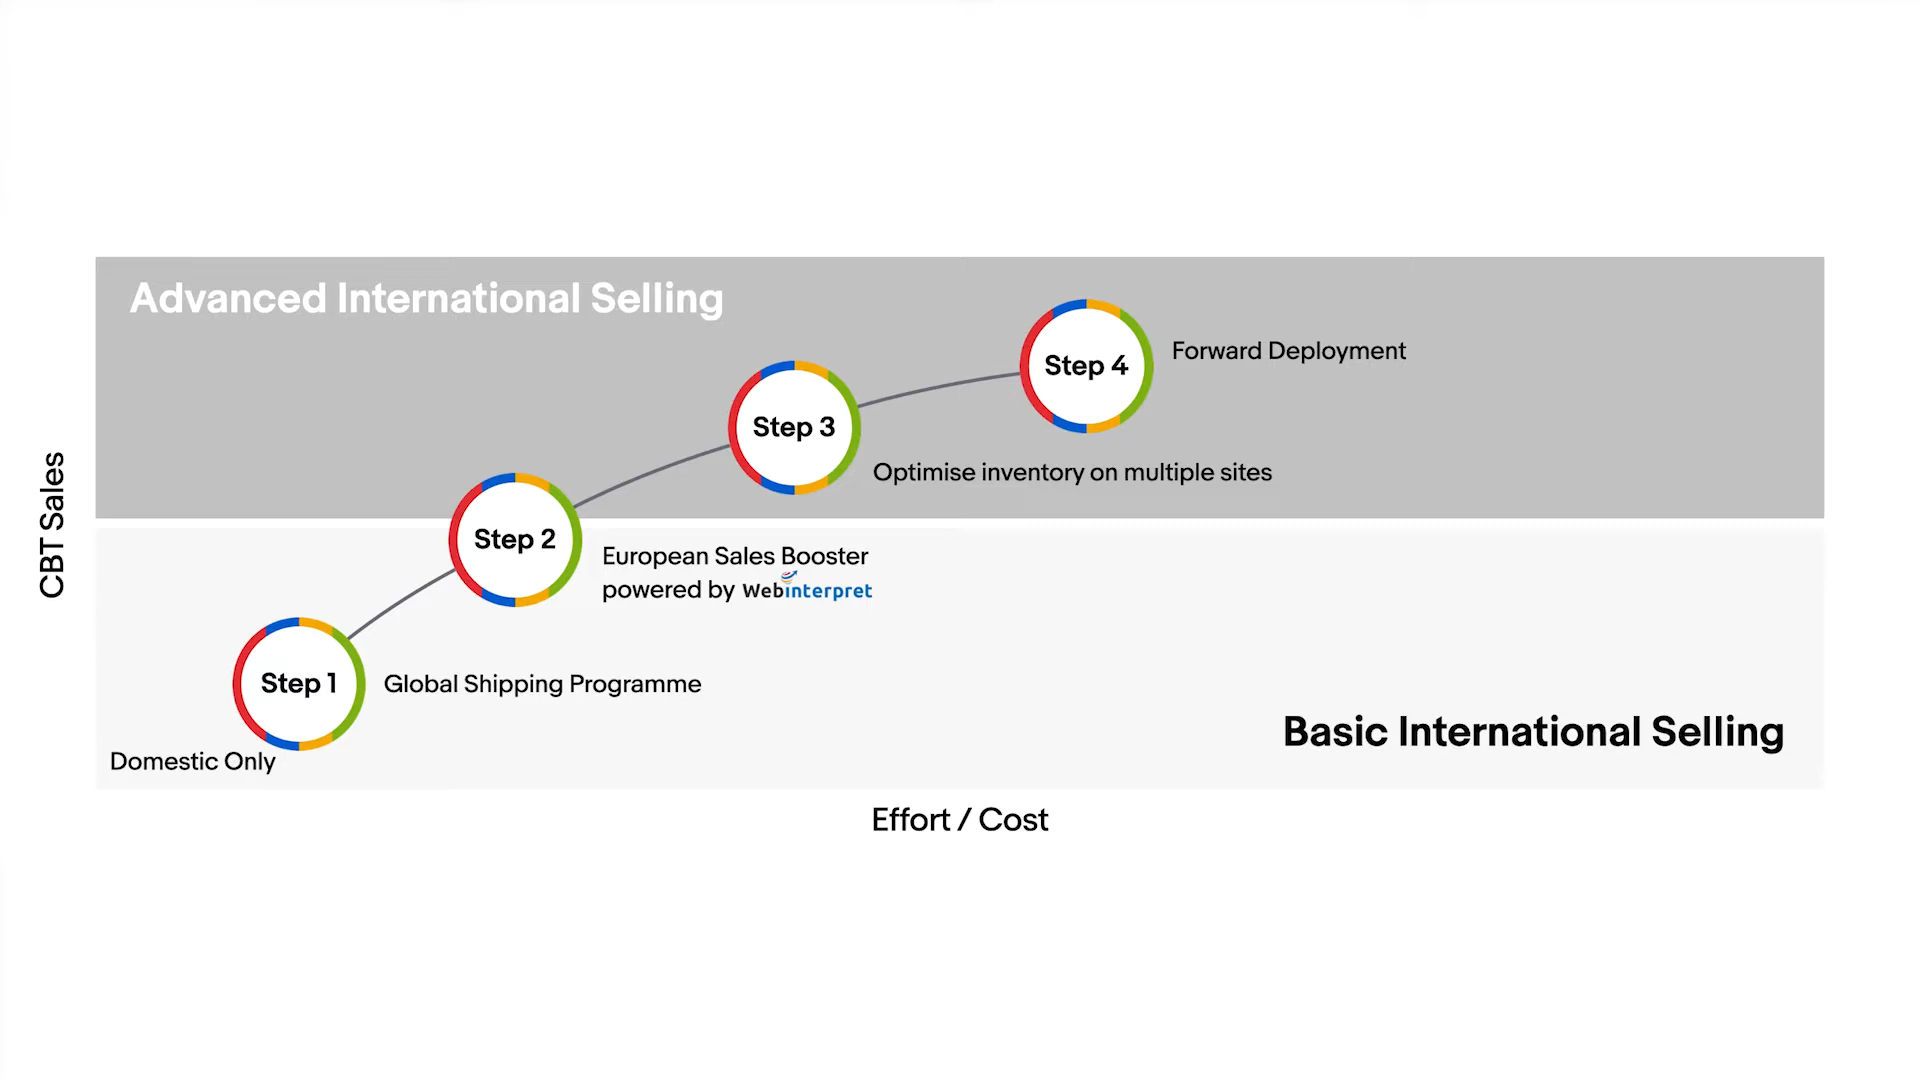 Advanced International Selling
Step 4
Forward Deployment
Step 3
Optimise inventory on multiple sites
Step 2
European Sales Booster
powered by Webinterpret
Step 1
Global Shipping Programme
Domestic Only
Basic International Selling
CBT Sales
Effort / Cost